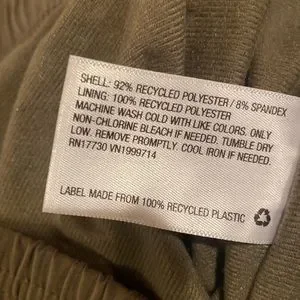 SHELL: 92% RECYCLED POLYESTER / 8% SPANDEX
LINING: 100% RECYCLED POLYESTER
MACHINE WASH COLD WITH LIKE COLORS. ONLY
NON-CHLORINE BLEACH IF NEEDED. TUMBLE DRY
LOW. REMOVE PROMPTLY. COOL IRON IF NEEDED.
RN17730 VN1999714
LABEL MADE FROM 100% RECYCLED PLASTIC